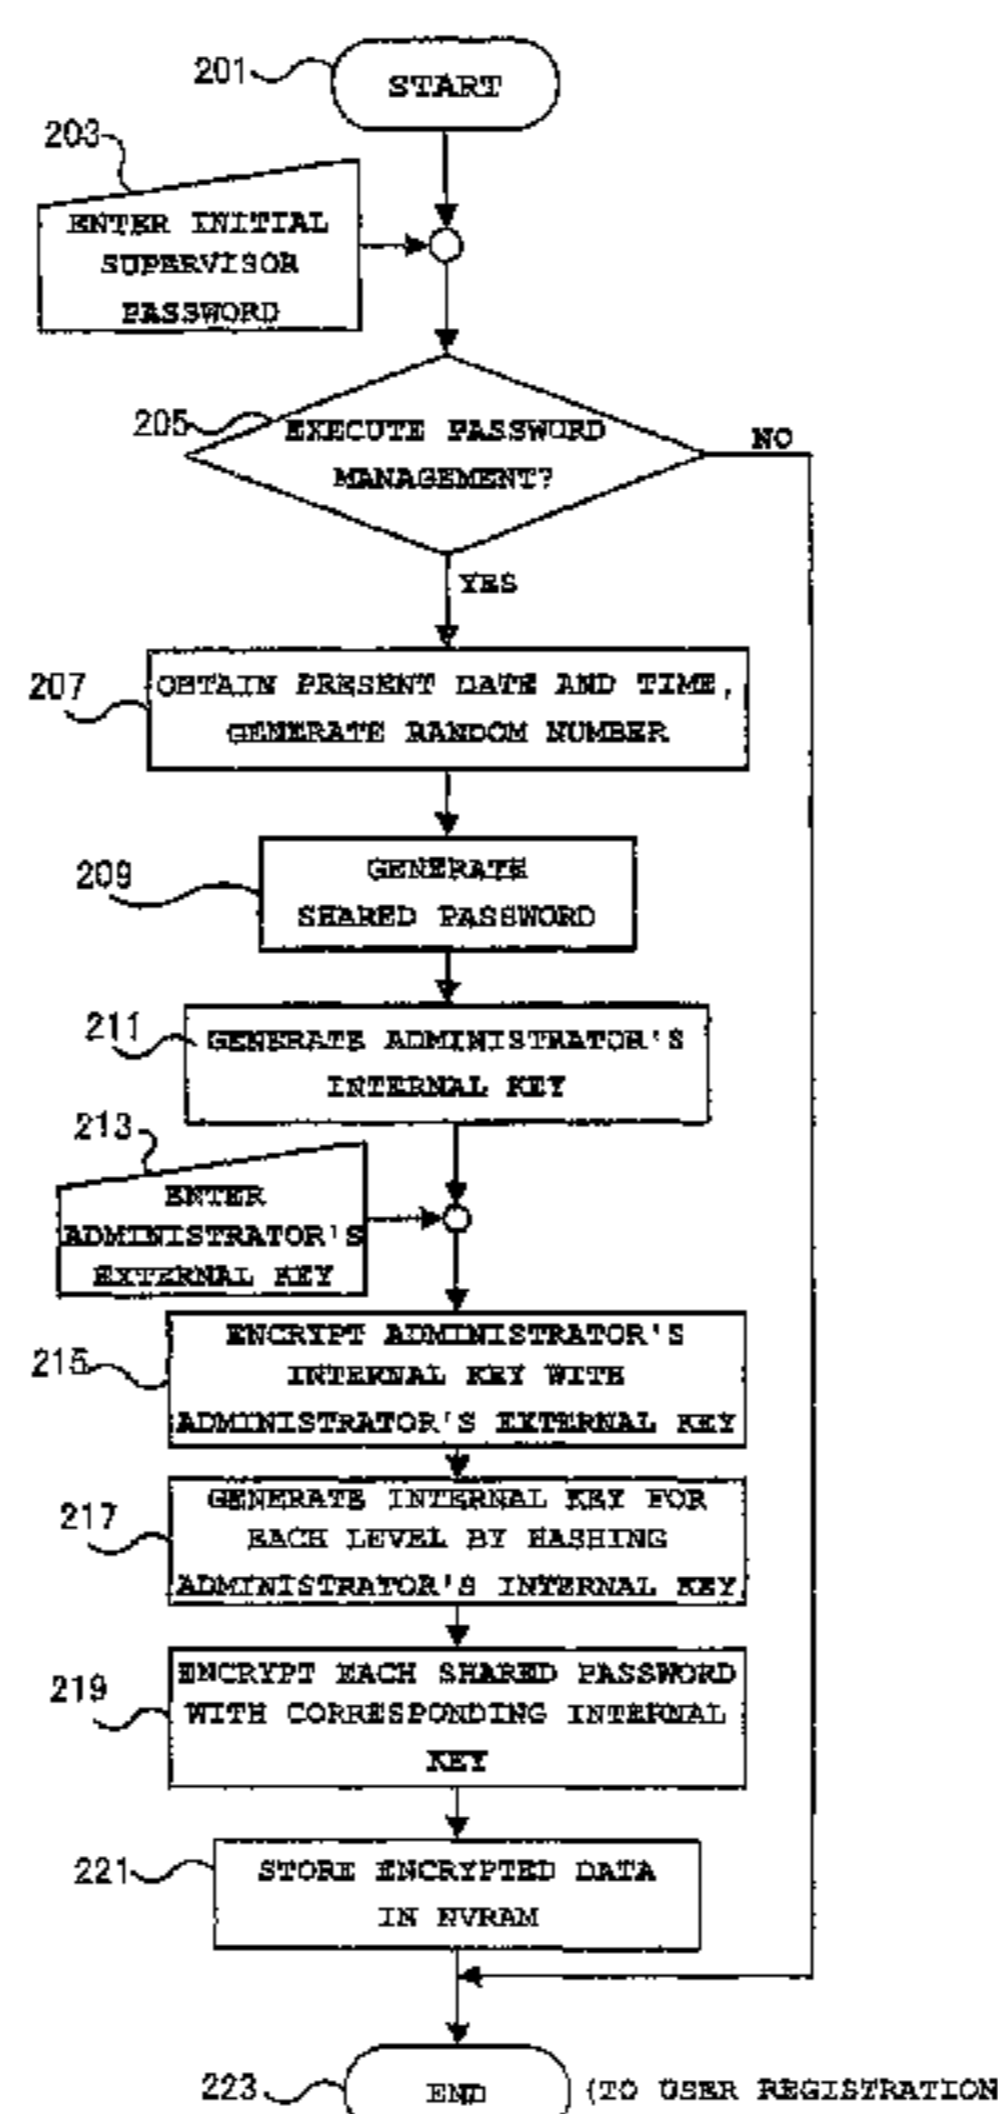 201
START
203
ENTER INITIAL
SUPERVISOR
PASSWORD
205
EXECUTE PASSWORD
MANAGEMENT?
NO
YES
207
OBTAIN PRESENT DATE AND TIME,
GENERATE RANDOM NUMBER
209
GENERATE
SHARED PASSWORD
211
GENERATE ADMINISTRATOR'S
INTERNAL KEY
213
ENTER
ADMINISTRATOR'S
EXTERNAL KEY
215
ENCRYPT ADMINISTRATOR'S
INTERNAL KEY WITH
ADMINISTRATOR'S EXTERNAL KEY
217
GENERATE INTERNAL KEY FOR
EACH LEVEL BY HASHING
ADMINISTRATOR'S INTERNAL KEY
219
ENCRYPT EACH SHARED PASSWORD
WITH CORRESPONDING INTERNAL
KEY
221
STORE ENCRYPTED DATA
IN NVRAM
223
END
(TO USER REGISTRATION